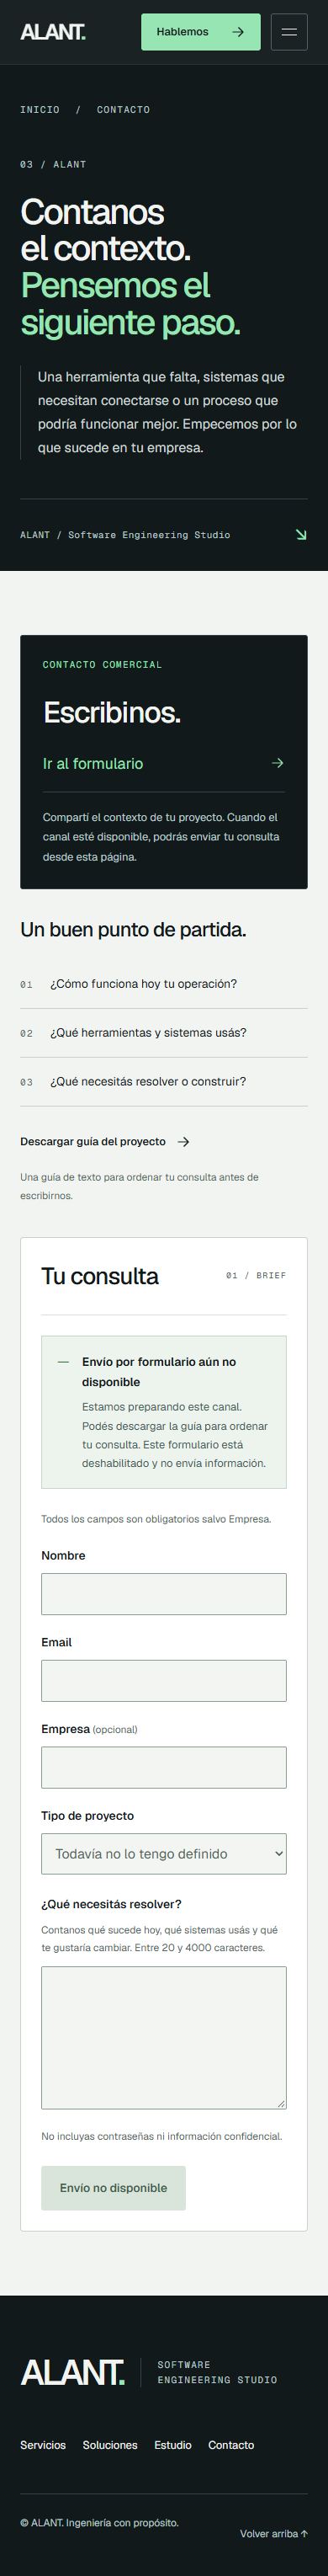 ALANT.
Hablemos →
INICIO / CONTACTO
03 / ALANT
Contanos
el contexto.
Pensemos el
siguiente paso.
Una herramienta que falta, sistemas que
necesitan conectarse o un proceso que
podría funcionar mejor. Empecemos por lo
que sucede en tu empresa.
ALANT / Software Engineering Studio
CONTACTO COMERCIAL
Escribinos.
Ir al formulario →
Compartí el contexto de tu proyecto. Cuando el
canal esté disponible, podrás enviar tu consulta
desde esta página.
Un buen punto de partida.
01 ¿Cómo funciona hoy tu operación?
02 ¿Qué herramientas y sistemas usás?
03 ¿Qué necesitás resolver o construir?
Descargar guía del proyecto →
Una guía de texto para ordenar tu consulta antes de
escribirnos.
Tu consulta 01 / BRIEF
— Envío por formulario aún no
disponible
Estamos preparando este canal.
Podés descargar la guía para ordenar
tu consulta. Este formulario está
deshabilitado y no envía información.
Todos los campos son obligatorios salvo Empresa.
Nombre
Email
Empresa (opcional)
Tipo de proyecto
Todavía no lo tengo definido
¿Qué necesitás resolver?
Contanos qué sucede hoy, qué sistemas usás y qué
te gustaría cambiar. Entre 20 y 4000 caracteres.
No incluyas contraseñas ni información confidencial.
Envío no disponible
ALANT.
SOFTWARE
ENGINEERING STUDIO
Servicios Soluciones Estudio Contacto
© ALANT. Ingeniería con propósito.
Volver arriba ↑